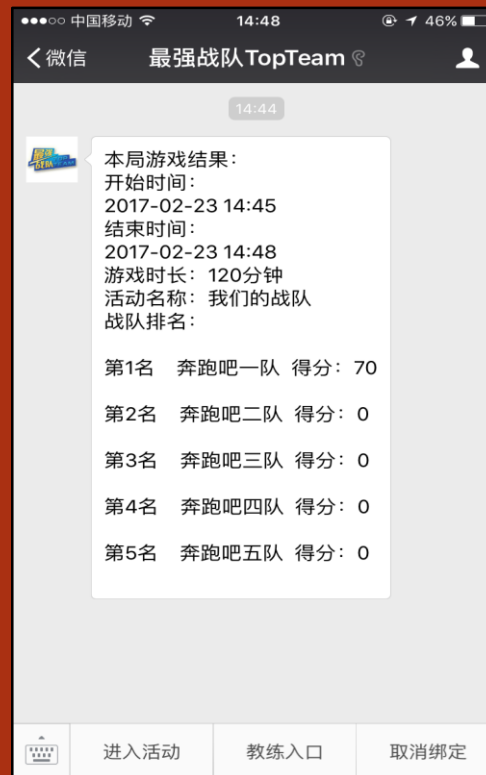 中国移动 14:48 46%
微信 最强战队TopTeam
14:44
最强
战队
本局游戏结果：
开始时间：
2017-02-23 14:45
结束时间：
2017-02-23 14:48
游戏时长：120分钟
活动名称：我们的战队
战队排名：
第1名 奔跑吧一队 得分：70
第2名 奔跑吧二队 得分：0
第3名 奔跑吧三队 得分：0
第4名 奔跑吧四队 得分：0
第5名 奔跑吧五队 得分：0
进入活动 教练入口 取消绑定